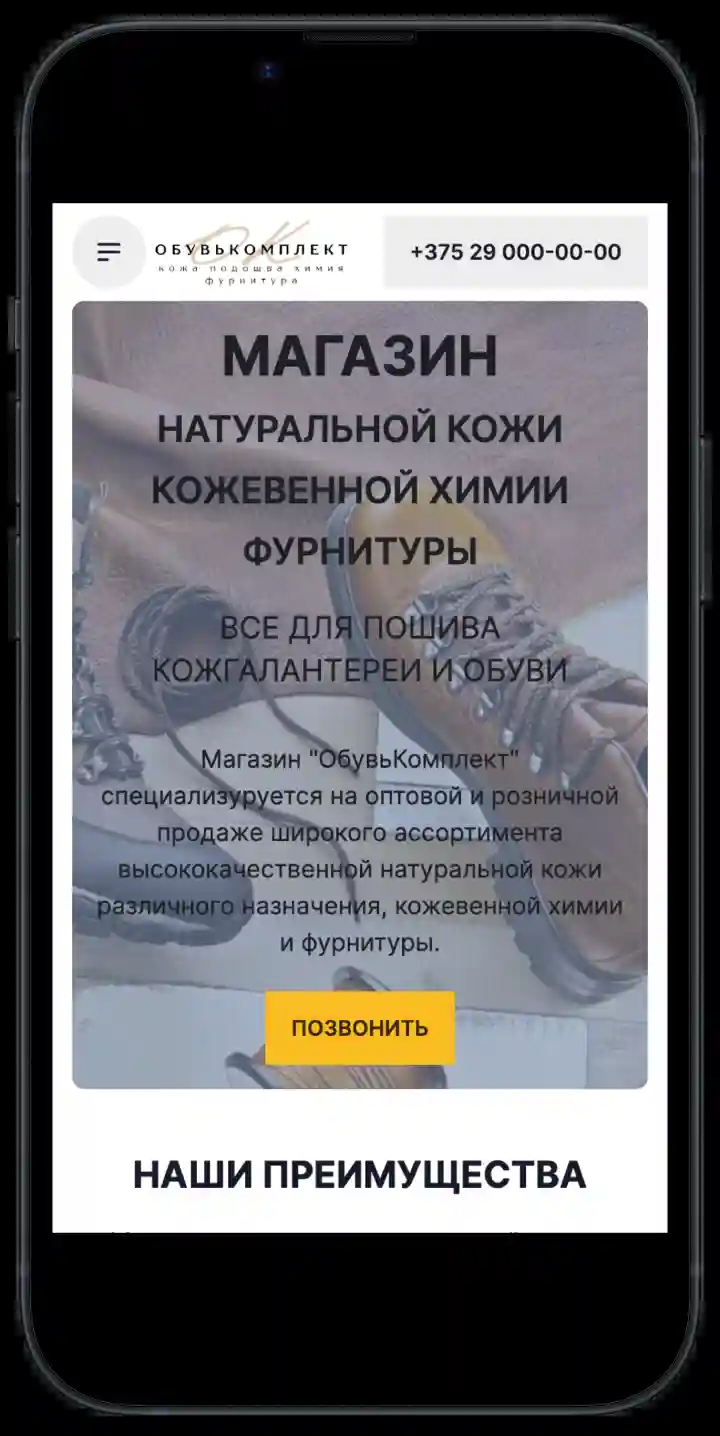 ОК
ОБУВЬКОМПЛЕКТ
кожа подошва химия
фурнитура
+375 29 000-00-00
МАГАЗИН
НАТУРАЛЬНОЙ КОЖИ
КОЖЕВЕННОЙ ХИМИИ
ФУРНИТУРЫ
ВСЕ ДЛЯ ПОШИВА
КОЖГАЛАНТЕРЕИ И ОБУВИ
Магазин "ОбувьКомплект"
специализуруется на оптовой и розничной
продаже широкого ассортимента
высококачественной натуральной кожи
различного назначения, кожевенной химии
и фурнитуры.
ПОЗВОНИТЬ
НАШИ ПРЕИМУЩЕСТВА